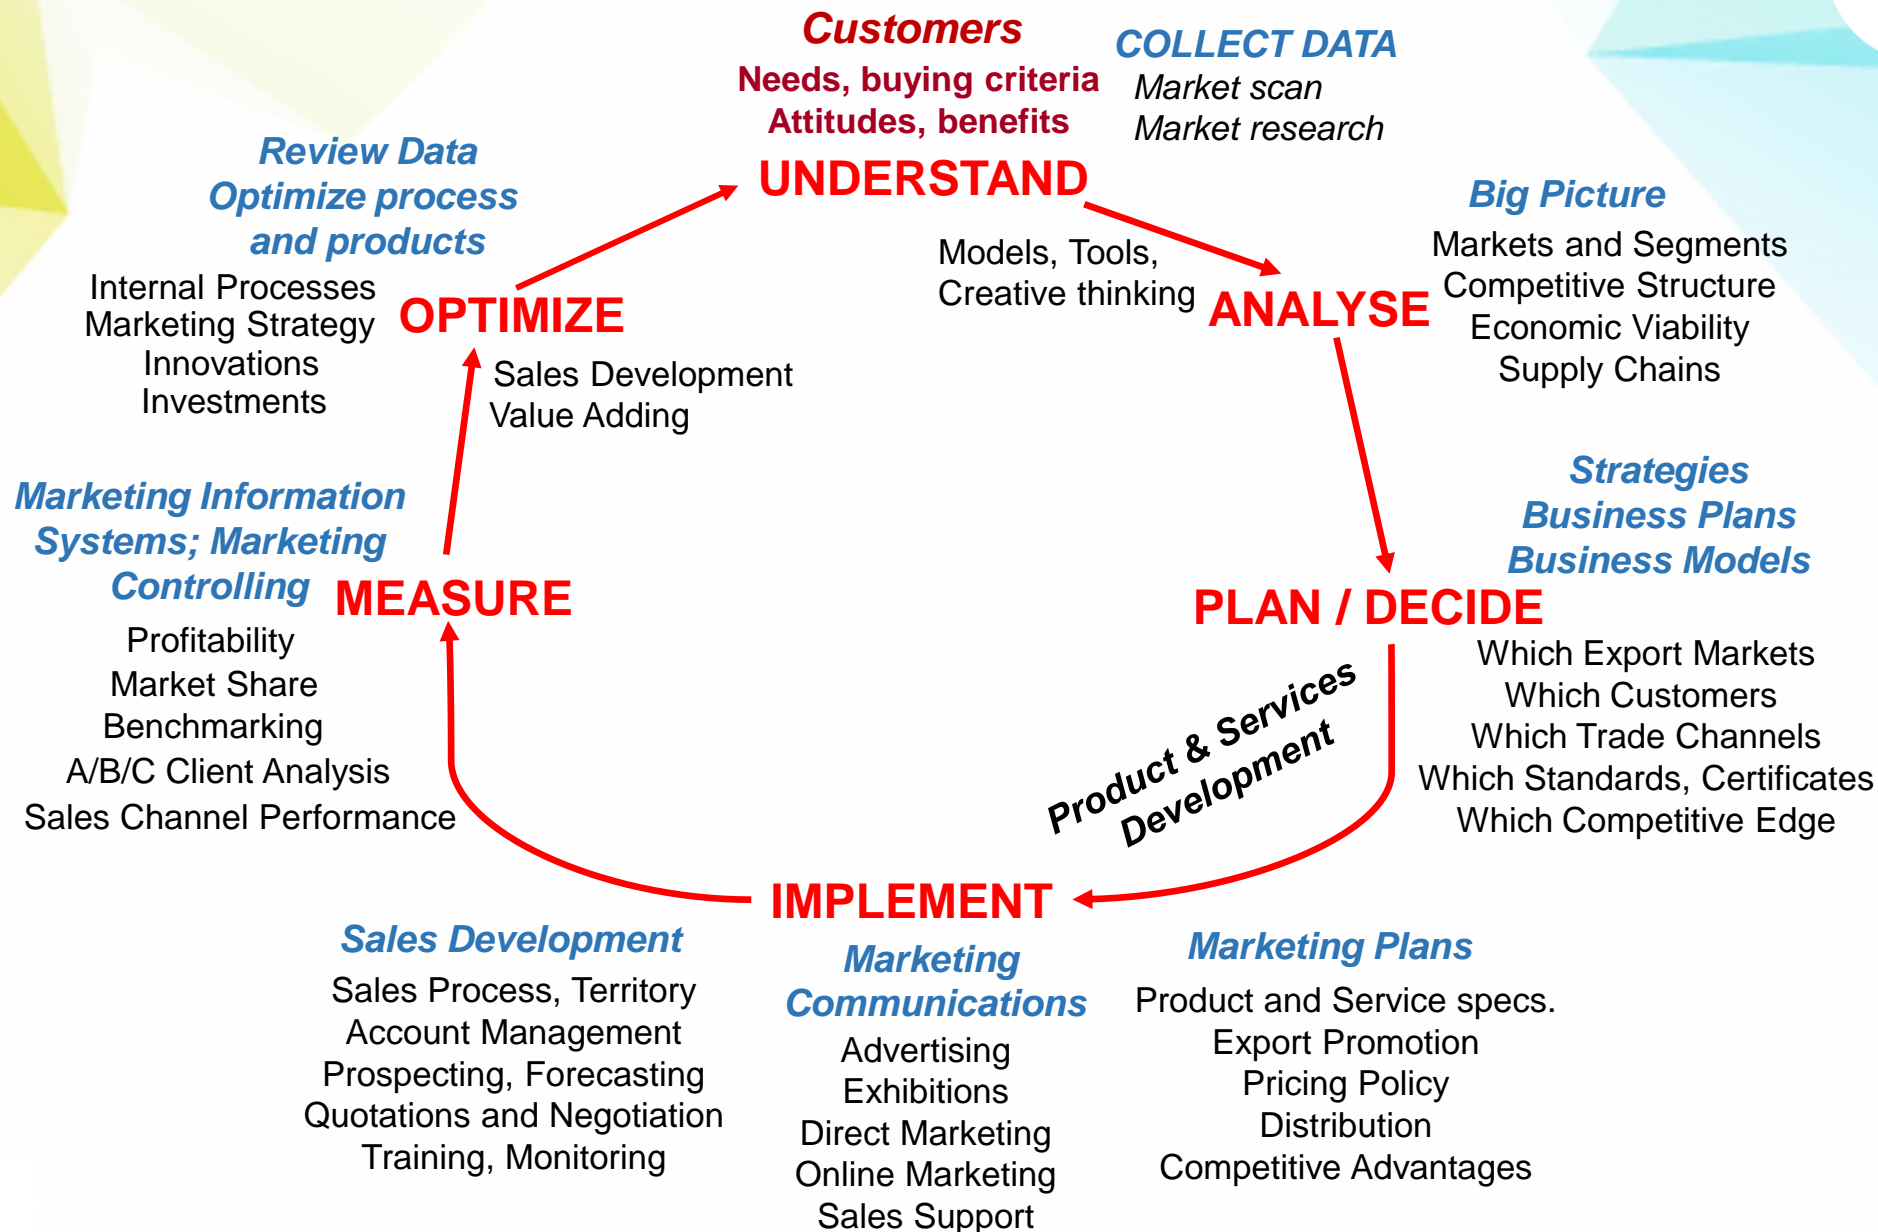 Customers
Needs, buying criteria
Attitudes, benefits
UNDERSTAND
COLLECT DATA
Market scan
Market research
Models, Tools,
Creative thinking
ANALYSE
Big Picture
Markets and Segments
Competitive Structure
Economic Viability
Supply Chains
PLAN / DECIDE
Strategies
Business Plans
Business Models
Which Export Markets
Which Customers
Which Trade Channels
Which Standards, Certificates
Which Competitive Edge
Product & Services
Development
IMPLEMENT
Marketing Plans
Product and Service specs.
Export Promotion
Pricing Policy
Distribution
Competitive Advantages
Marketing
Communications
Advertising
Exhibitions
Direct Marketing
Online Marketing
Sales Support
Sales Development
Sales Process, Territory
Account Management
Prospecting, Forecasting
Quotations and Negotiation
Training, Monitoring
Marketing Information
Systems; Marketing
Controlling
MEASURE
Profitability
Market Share
Benchmarking
A/B/C Client Analysis
Sales Channel Performance
Review Data
Optimize process
and products
OPTIMIZE
Internal Processes
Marketing Strategy
Innovations
Investments
Sales Development
Value Adding